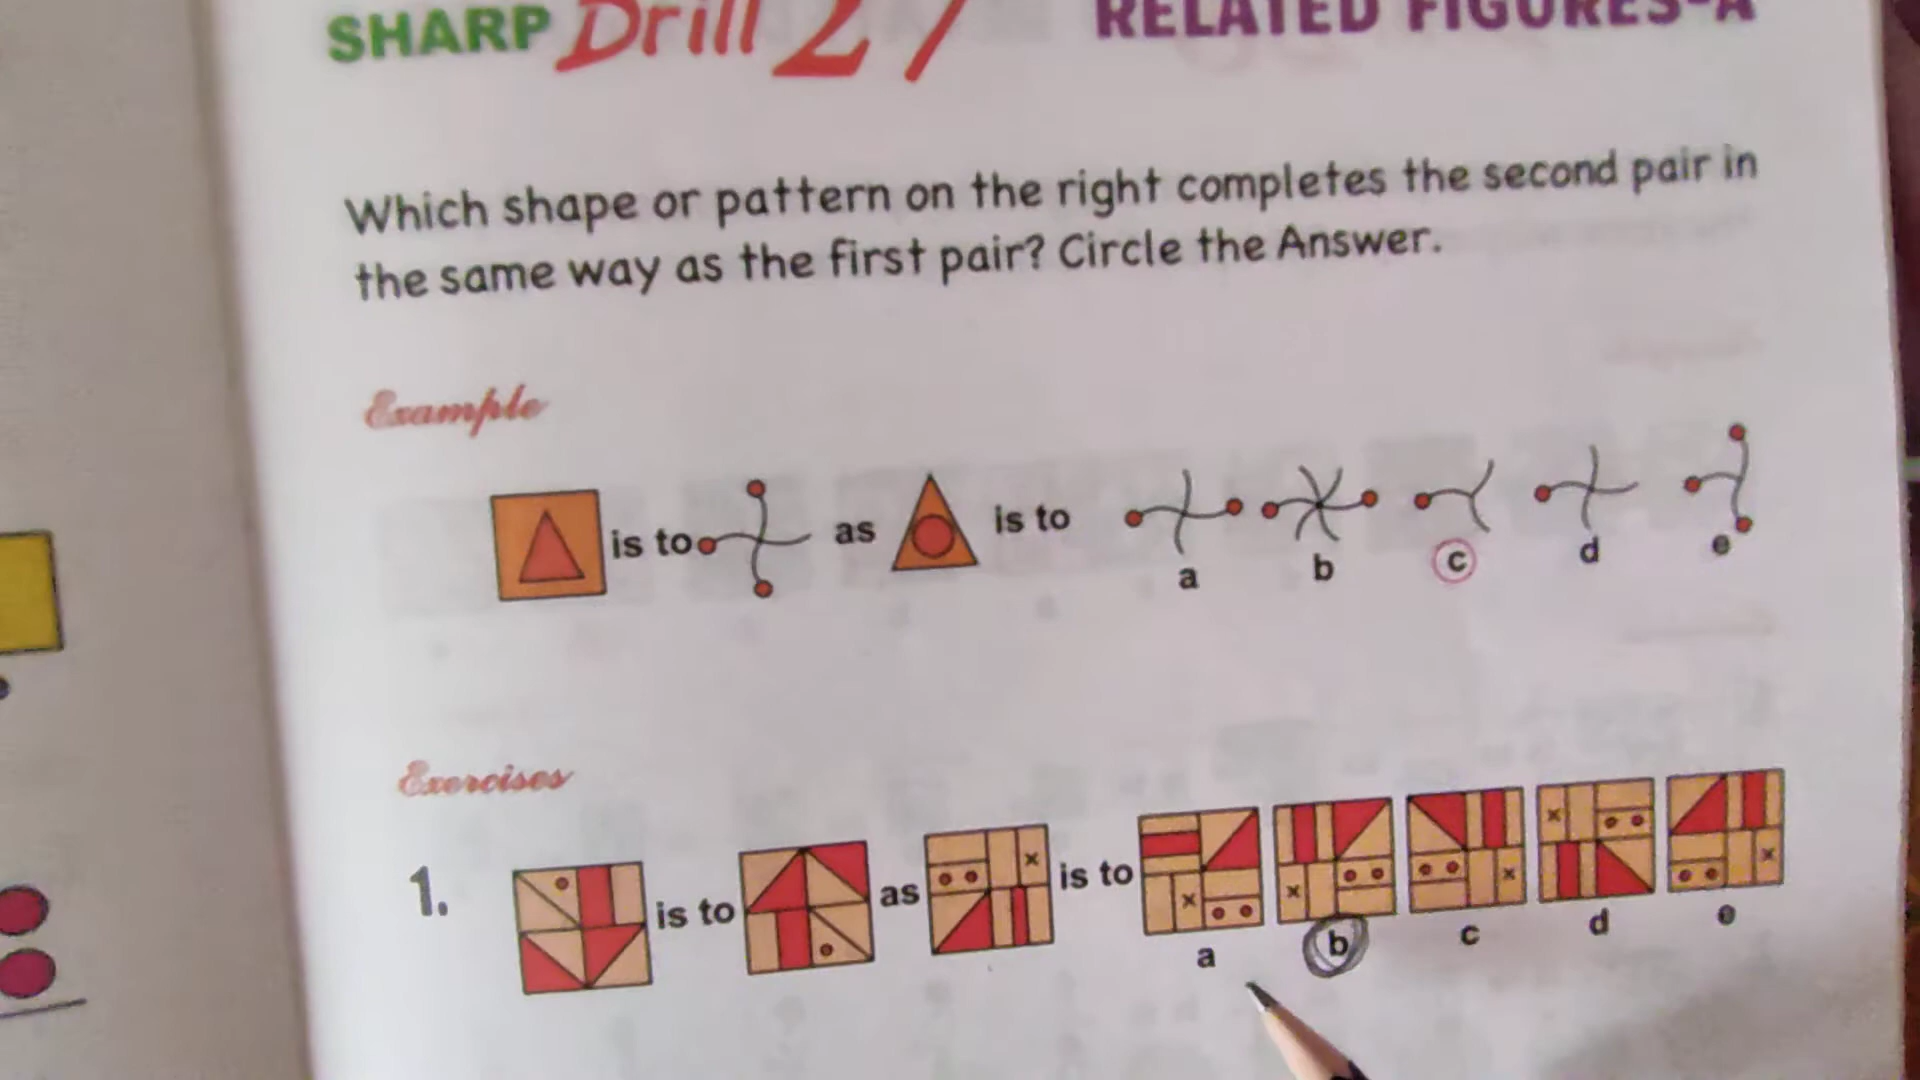 SHARP Drill 27 RELATED FIGURES-A
Which shape or pattern on the right completes the second pair in
the same way as the first pair? Circle the Answer.
Example
is to as is to
a b c d e
Exercises
1. is to as is to
a b c d e